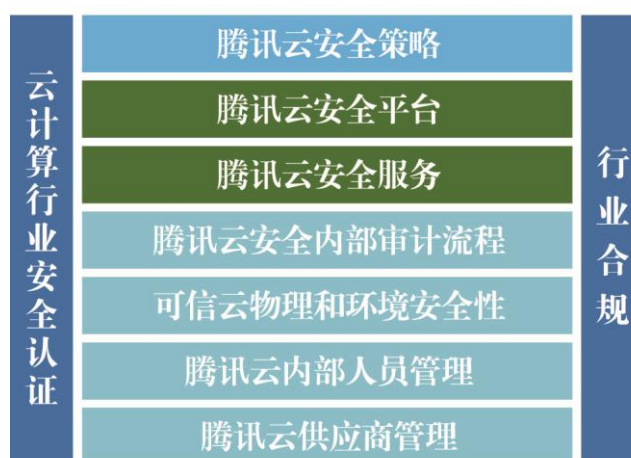 云计算行业安全认证
腾讯云安全策略
腾讯云安全平台
腾讯云安全服务
腾讯云安全内部审计流程
可信云物理和环境安全性
腾讯云内部人员管理
腾讯云供应商管理
行业合规